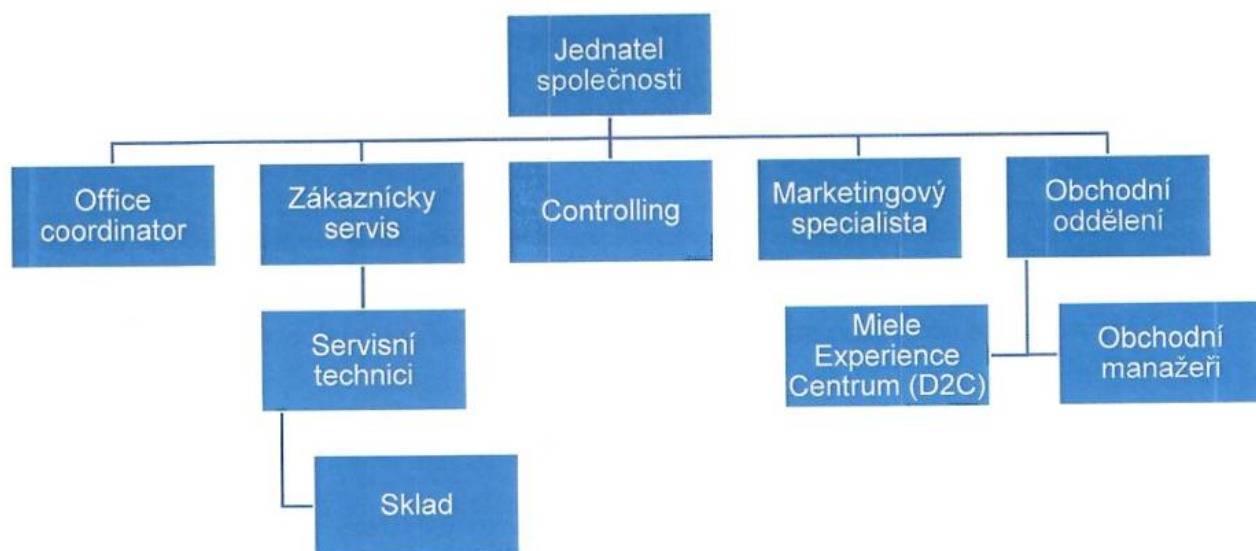 Jednatel
společnosti
Office
coordinator
Zákaznícky
servis
Controlling
Marketingový
specialista
Obchodní
oddělení
Servisní
technici
Miele
Experience
Centrum (D2C)
Obchodní
manažeři
Sklad